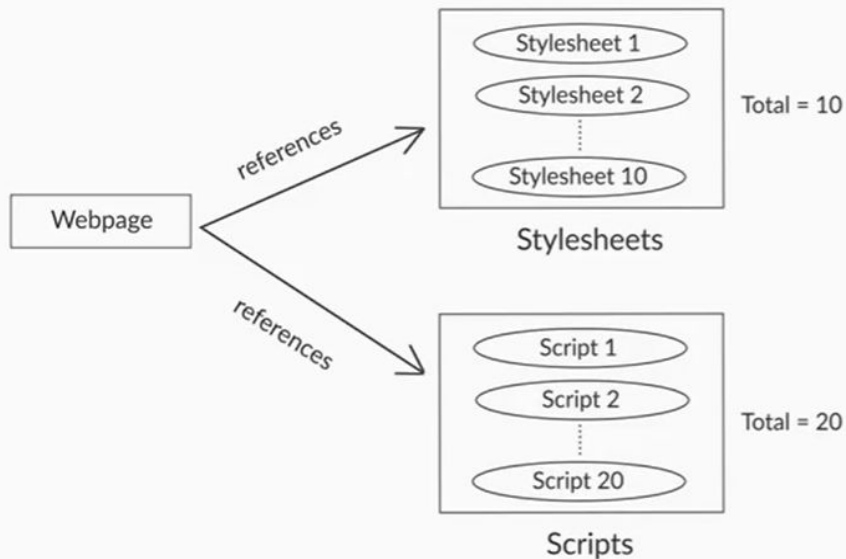 Webpage
references
references
Stylesheet 1
Stylesheet 2
Stylesheet 10
Total = 10
Stylesheets
Script 1
Script 2
Script 20
Total = 20
Scripts